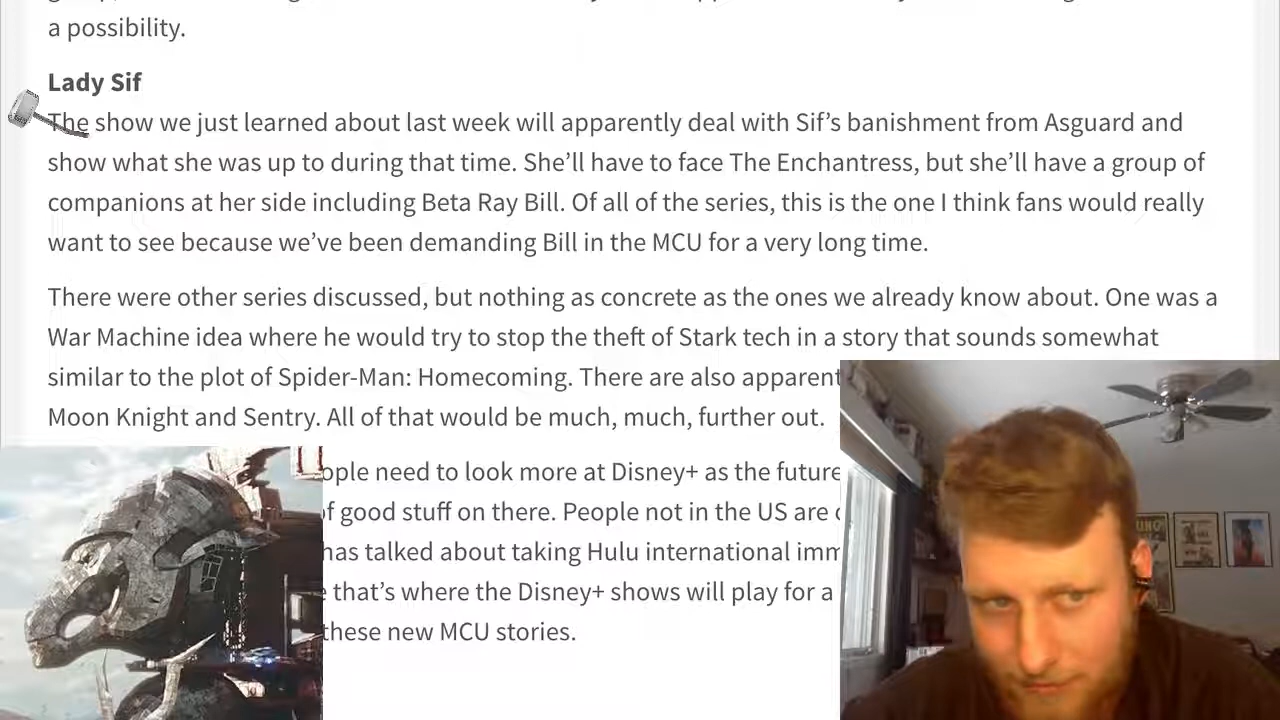 a possibility.
Lady Sif
The show we just learned about last week will apparently deal with Sif’s banishment from Asguard and
show what she was up to during that time. She’ll have to face The Enchantress, but she’ll have a group of
companions at her side including Beta Ray Bill. Of all of the series, this is the one I think fans would really
want to see because we’ve been demanding Bill in the MCU for a very long time.
There were other series discussed, but nothing as concrete as the ones we already know about. One was a
War Machine idea where he would try to stop the theft of Stark tech in a story that sounds somewhat
similar to the plot of Spider-Man: Homecoming. There are also
Moon Knight and Sentry. All of that would be much, much, further out.
need to look more at Disney+ as the future
of good stuff on there. People not in the US are
has talked about taking Hulu international
that’s where the Disney+ shows will play for a
these new MCU stories.